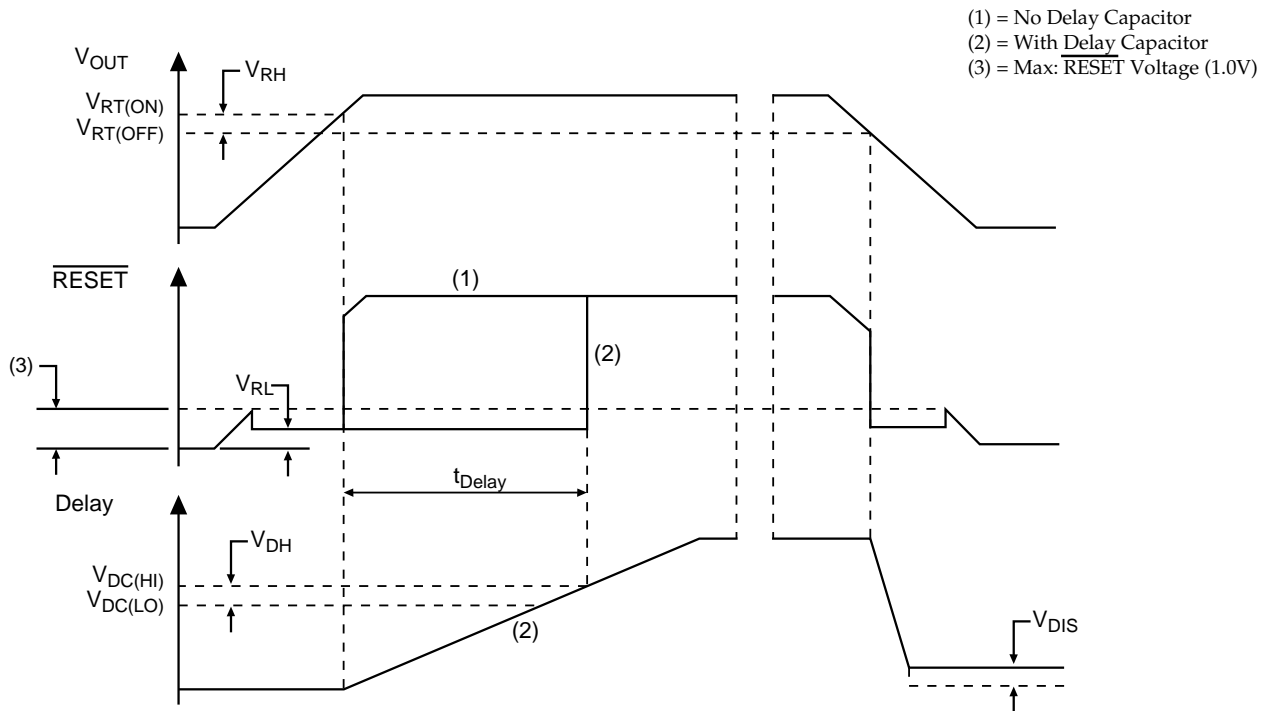 (1) = No Delay Capacitor
(2) = With Delay Capacitor
(3) = Max: RESET Voltage (1.0V)
VOUT
VRH
VRT(ON)
VRT(OFF)
RESET
(1)
(2)
(3)
VRL
tDelay
Delay
VDH
VDC(HI)
VDC(LO)
(2)
VDIS